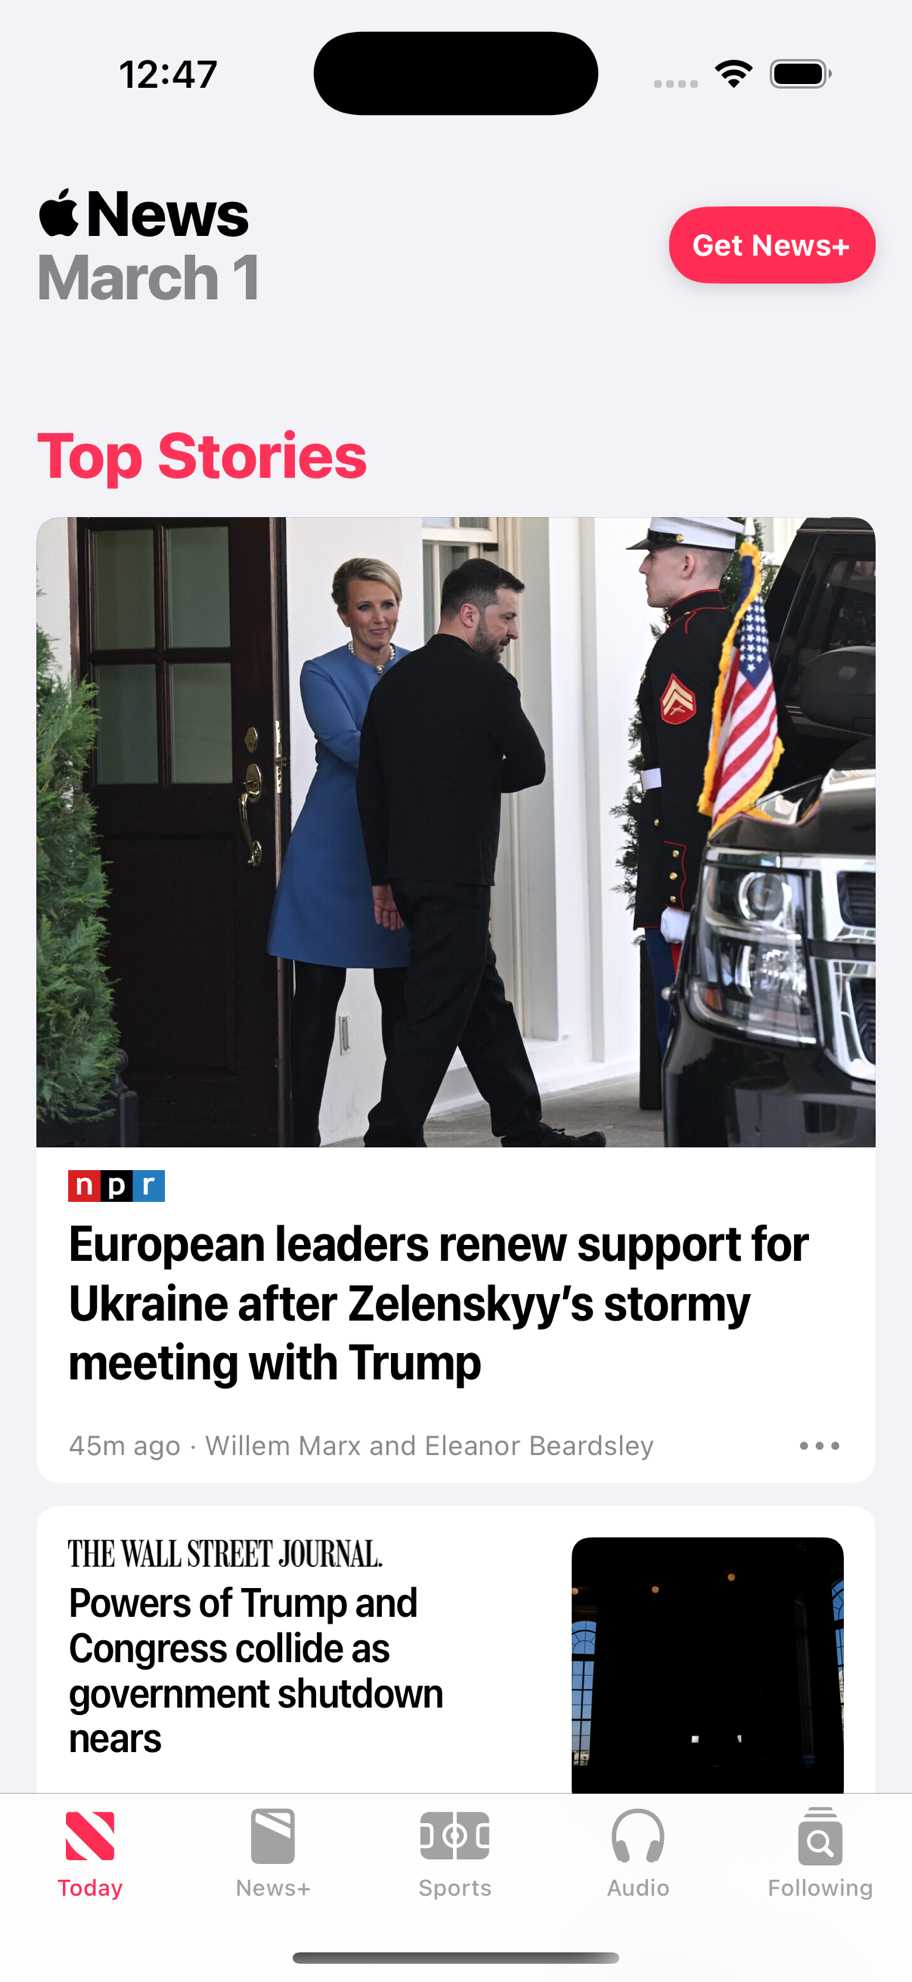 12:47
News
March 1
Get News+
Top Stories
npr
European leaders renew support for
Ukraine after Zelenskyy’s stormy
meeting with Trump
45m ago · Willem Marx and Eleanor Beardsley
THE WALL STREET JOURNAL.
Powers of Trump and
Congress collide as
government shutdown
nears
Today
News+
Sports
Audio
Following